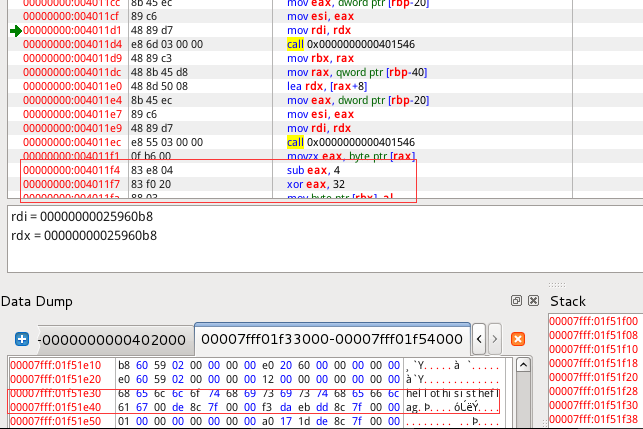 00000000:004011cc 8b 45 ec mov eax, dword ptr [rbp-20]
00000000:004011cf 89 c6 mov esi, eax
00000000:004011d1 48 89 d7 mov rdi, rdx
00000000:004011d4 e8 6d 03 00 00 call 0x0000000000401546
00000000:004011d9 48 89 c3 mov rbx, rax
00000000:004011dc 48 8b 45 d8 mov rax, qword ptr [rbp-40]
00000000:004011e0 48 8d 50 08 lea rdx, [rax+8]
00000000:004011e4 8b 45 ec mov eax, dword ptr [rbp-20]
00000000:004011e7 89 c6 mov esi, eax
00000000:004011e9 48 89 d7 mov rdi, rdx
00000000:004011ec e8 55 03 00 00 call 0x0000000000401546
00000000:004011f1 0f b6 00 movzx eax, byte ptr [rax]
00000000:004011f4 83 e8 04 sub eax, 4
00000000:004011f7 83 f0 20 xor eax, 32
00000000:004011fa 88 03 mov byte ptr [rbx], al
rdi = 00000000025960b8
rdx = 00000000025960b8
Data Dump
Stack
-0000000000402000 00007fff01f33000-00007fff01f54000
00007fff:01f51e10 b8 60 59 02 00 00 00 00 e0 20 60 00 00 00 00 00 ¸`Y.....à `.....
00007fff:01f51e20 e0 60 59 02 00 00 00 00 12 00 00 00 00 00 00 00 à`Y.............
00007fff:01f51e30 68 65 6c 6c 6f 74 68 69 73 69 73 74 68 65 66 6c hellothisisthefl
00007fff:01f51e40 61 67 00 de 8c 7f 00 00 f3 da eb dd 8c 7f 00 00 ag.Þ....óÚëÝ....
00007fff:01f51e50 01 00 00 00 00 00 00 00 a0 17 1d de 8c 7f 00 00
00007fff:01f51f00
00007fff:01f51f08
00007fff:01f51f10
00007fff:01f51f18
00007fff:01f51f20
00007fff:01f51f28
00007fff:01f51f30
00007fff:01f51f38